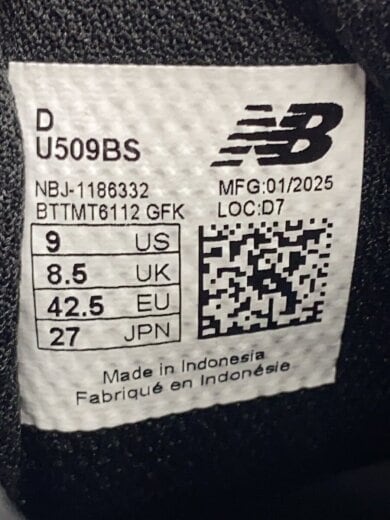 D
U509BS
NB
NBJ-1186332
BTTMT6112 GFK
MFG:01/2025
LOC:D7
9 US
8.5 UK
42.5 EU
27 JPN
Made in Indonesia
Fabriqué en Indonésie